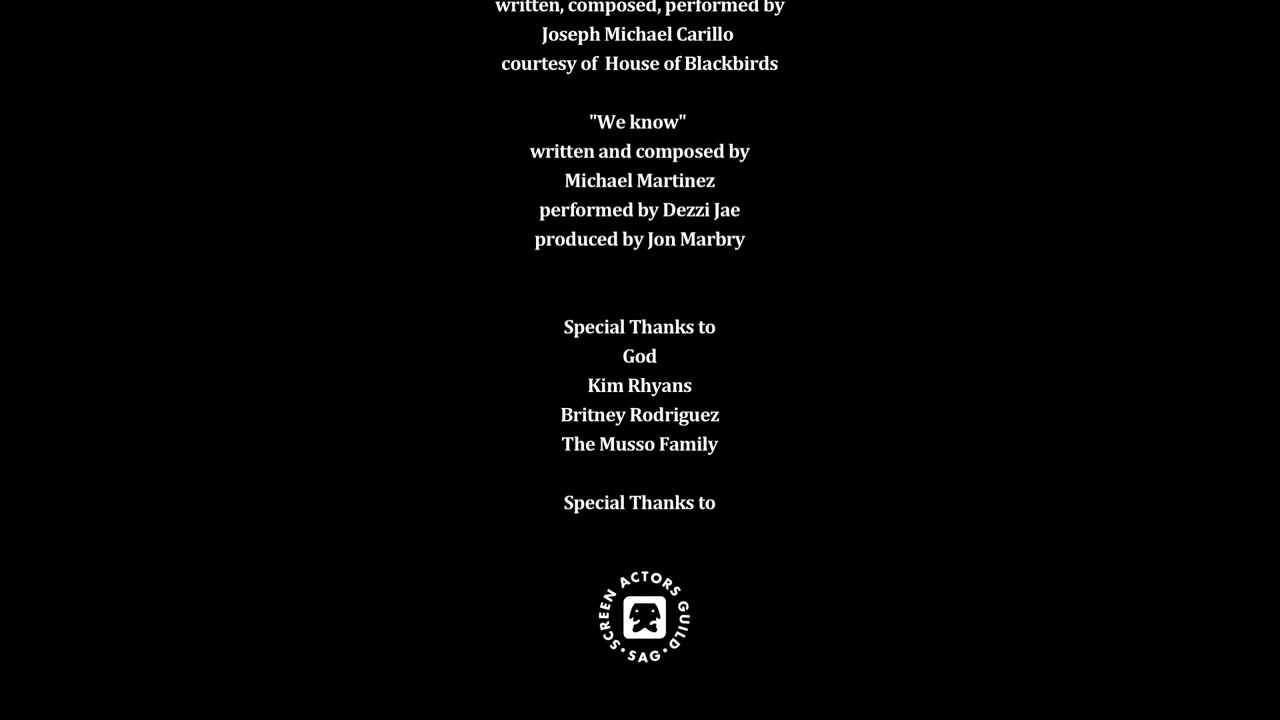 written, composed, performed by
Joseph Michael Carillo
courtesy of House of Blackbirds
"We know"
written and composed by
Michael Martinez
performed by Dezzi Jae
produced by Jon Marbry
Special Thanks to
God
Kim Rhyans
Britney Rodriguez
The Musso Family
Special Thanks to
SCREEN ACTORS GUILD
• SAG •